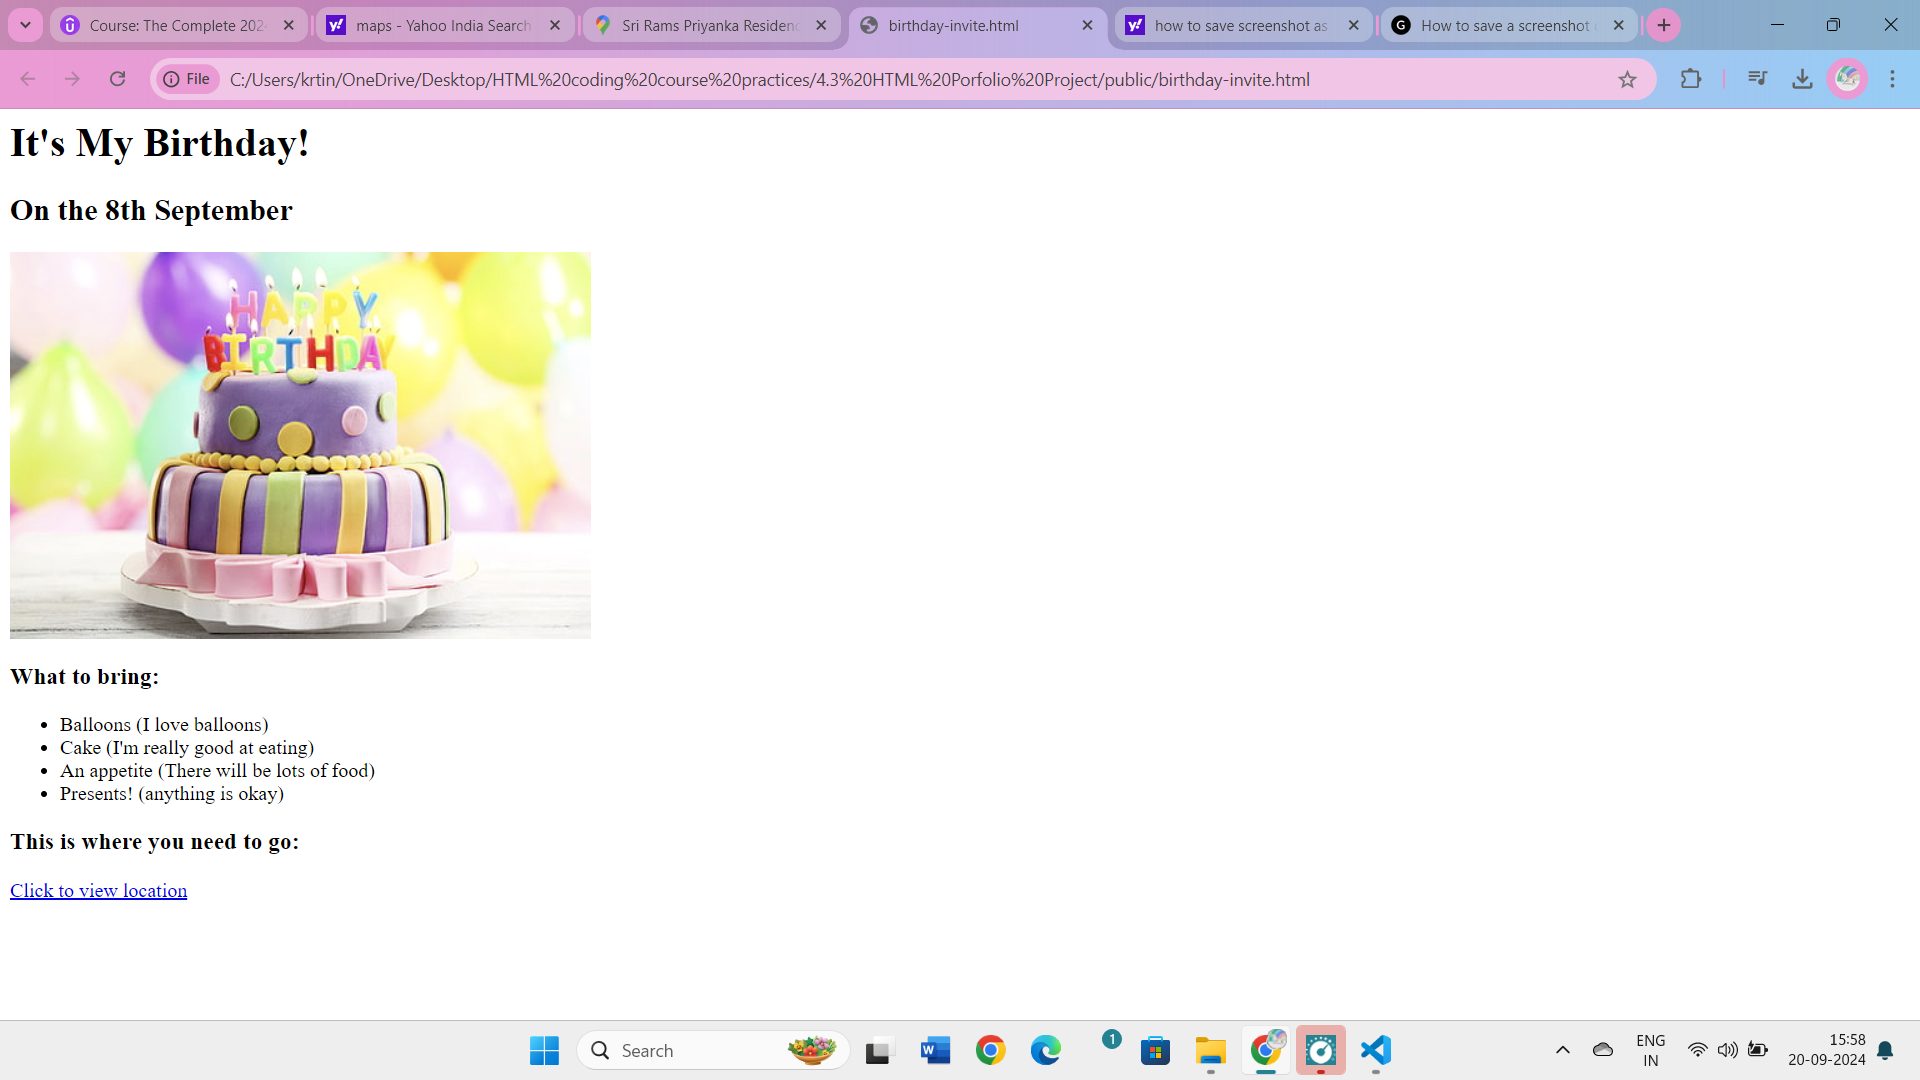 Course: The Complete 202
maps - Yahoo India Search
Sri Rams Priyanka Residenc
birthday-invite.html
how to save screenshot as
How to save a screenshot
File
C:/Users/krtin/OneDrive/Desktop/HTML%20coding%20course%20practices/4.3%20HTML%20Porfolio%20Project/public/birthday-invite.html
It's My Birthday!
On the 8th September
HAPPY
BIRTHDAY
What to bring:
• Balloons (I love balloons)
• Cake (I'm really good at eating)
• An appetite (There will be lots of food)
• Presents! (anything is okay)
This is where you need to go:
Click to view location
Search
1
ENG
IN
15:58
20-09-2024